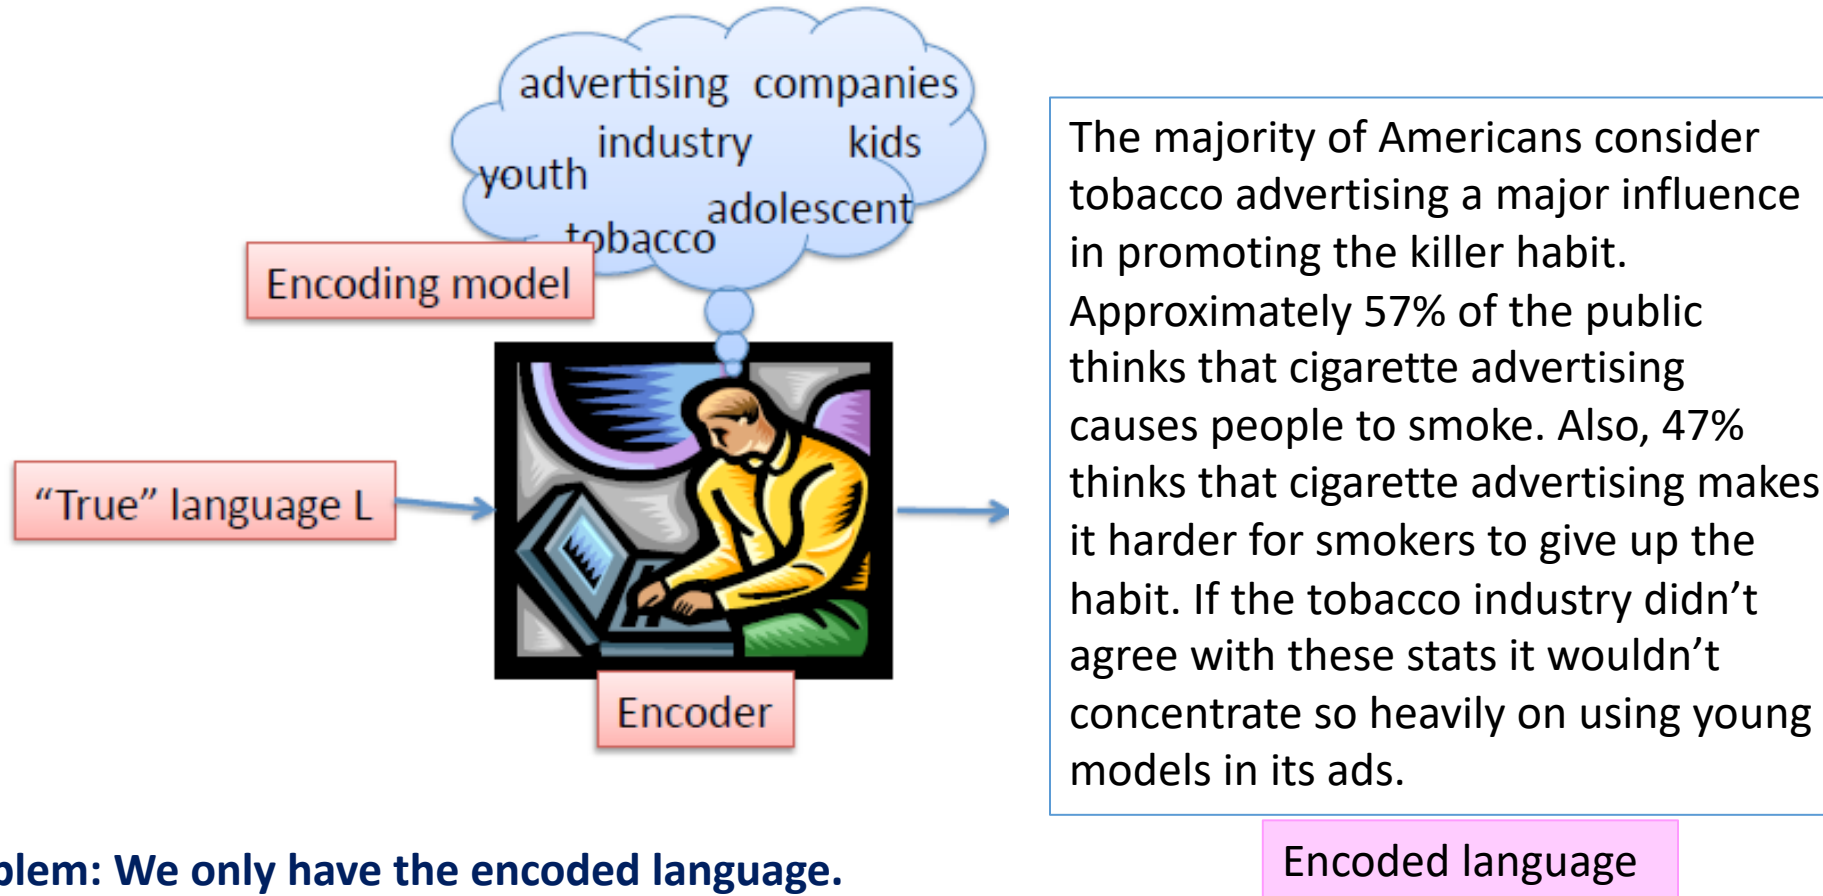 advertising companies
industry kids
youth
adolescent
tobacco
Encoding model
“True” language L
Encoder
The majority of Americans consider
tobacco advertising a major influence
in promoting the killer habit.
Approximately 57% of the public
thinks that cigarette advertising
causes people to smoke. Also, 47%
thinks that cigarette advertising makes
it harder for smokers to give up the
habit. If the tobacco industry didn’t
agree with these stats it wouldn’t
concentrate so heavily on using young
models in its ads.
Encoded language
blem: We only have the encoded language.